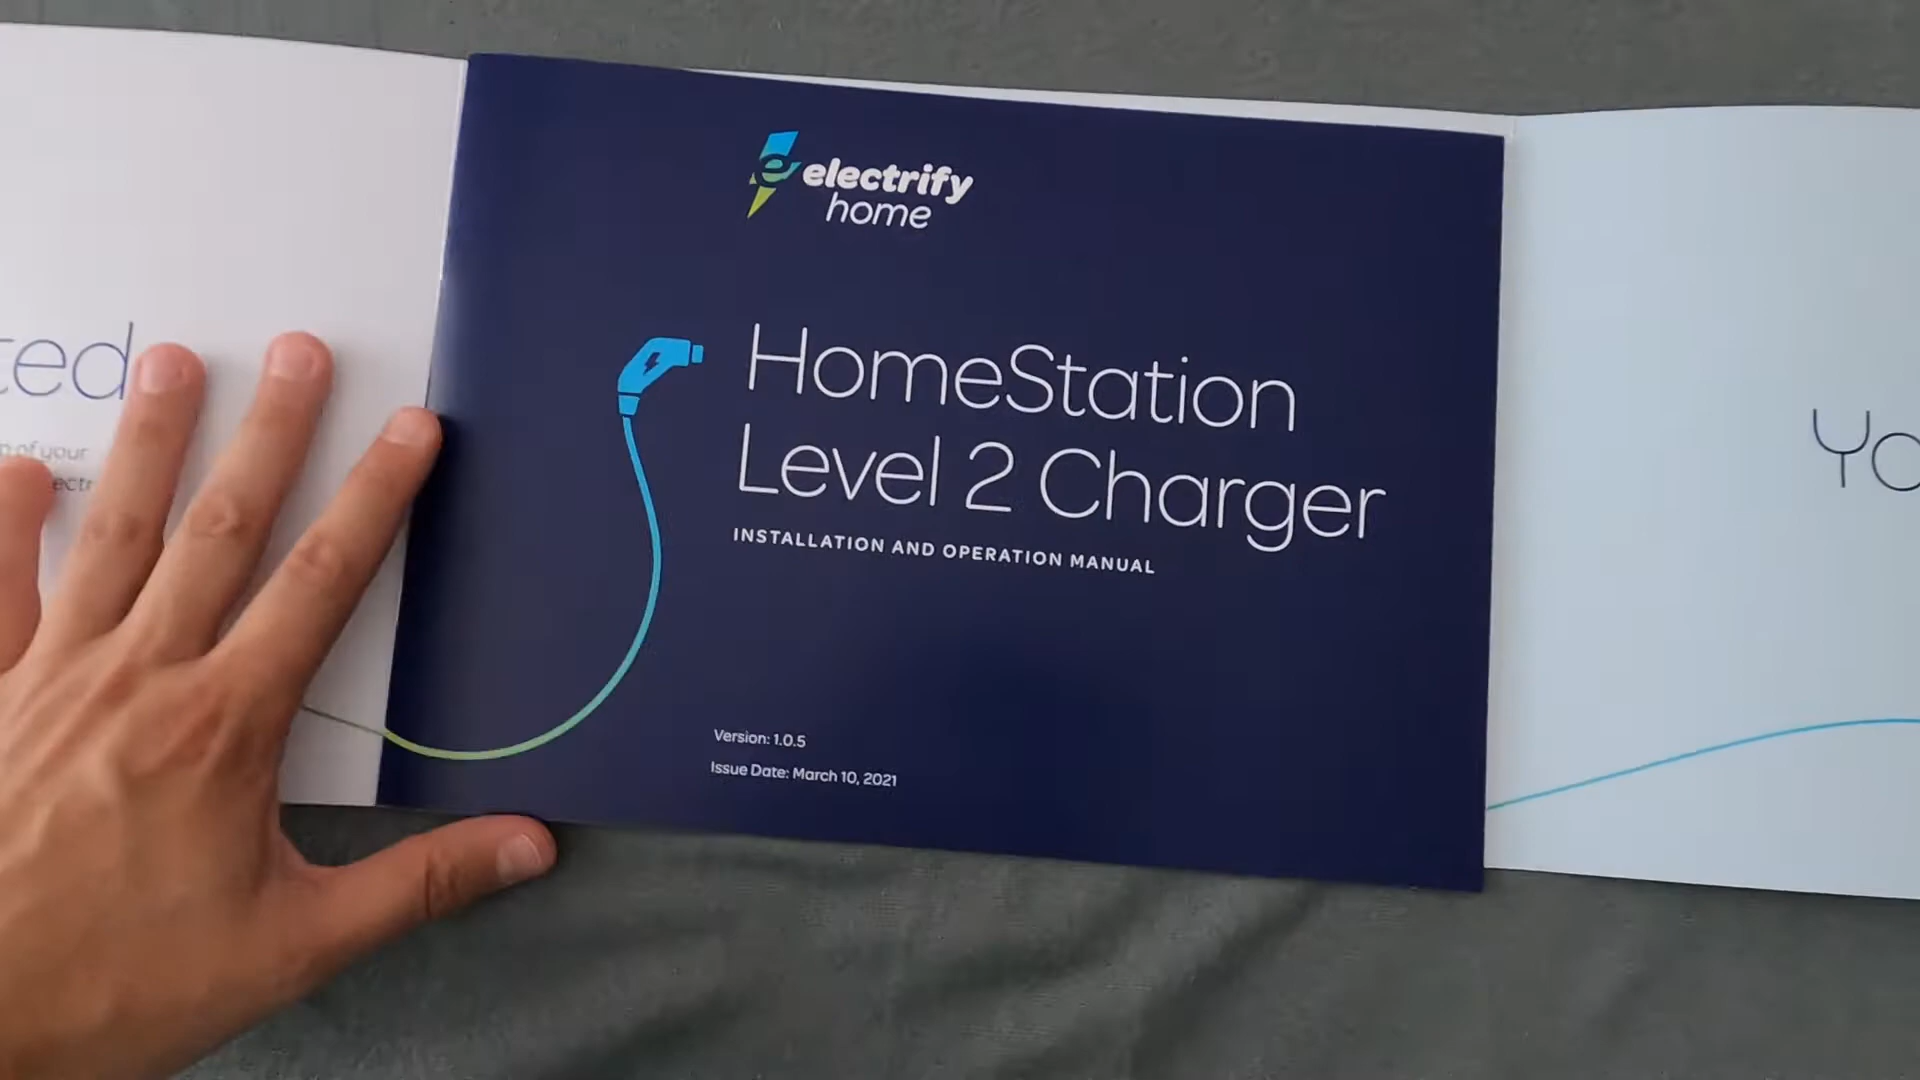 electrify
home
HomeStation
Level 2 Charger
INSTALLATION AND OPERATION MANUAL
Version: 1.0.5
Issue Date: March 10, 2021
of your